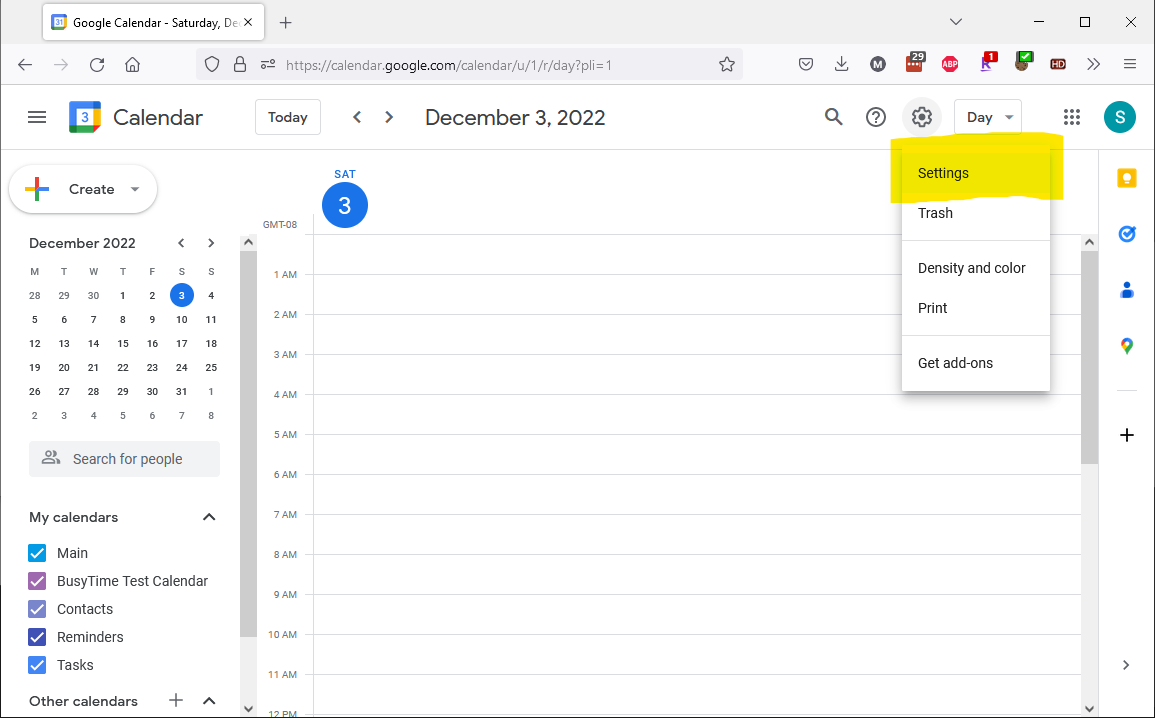 Google Calendar - Saturday, Dec
https://calendar.google.com/calendar/u/1/r/day?pli=1
M
29
ABP
1
HD
3 Calendar
Today
December 3, 2022
Day
S
Settings
Trash
Density and color
Print
Get add-ons
Create
SAT
3
GMT-08
December 2022
M T W T F S S
28 29 30 1 2 3 4
5 6 7 8 9 10 11
12 13 14 15 16 17 18
19 20 21 22 23 24 25
26 27 28 29 30 31 1
2 3 4 5 6 7 8
Search for people
My calendars
Main
BusyTime Test Calendar
Contacts
Reminders
Tasks
Other calendars
1 AM
2 AM
3 AM
4 AM
5 AM
6 AM
7 AM
8 AM
9 AM
10 AM
11 AM
12 PM